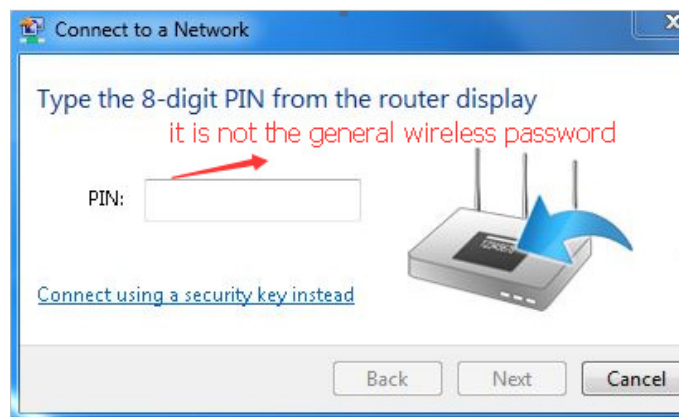 Connect to a Network
X
Type the 8-digit PIN from the router display
it is not the general wireless password
PIN:
12345670
Connect using a security key instead
Back
Next
Cancel